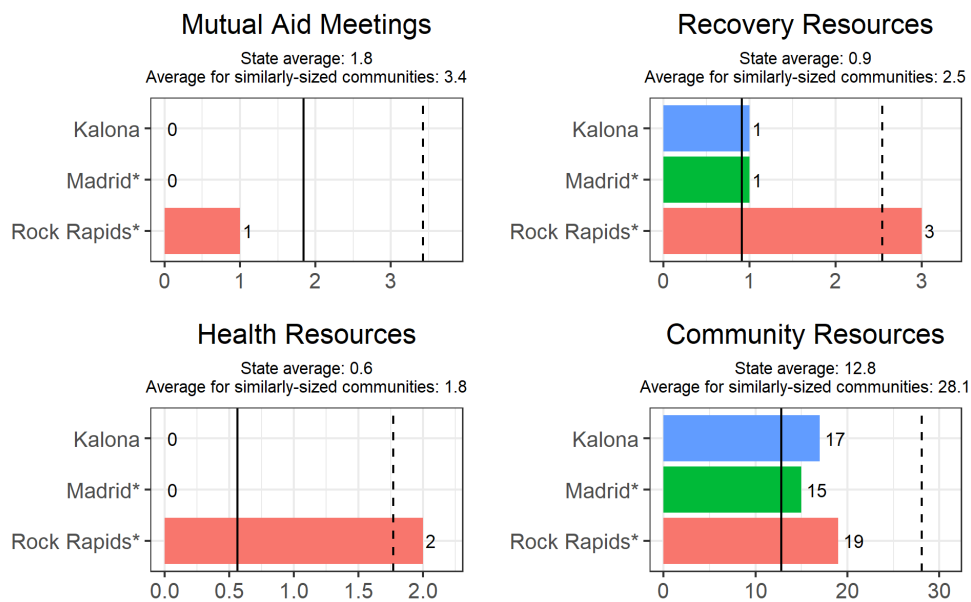 Mutual Aid Meetings
State average: 1.8
Average for similarly-sized communities: 3.4
Kalona
0
Madrid*
0
Rock Rapids*
1
0 1 2 3
Recovery Resources
State average: 0.9
Average for similarly-sized communities: 2.5
Kalona
1
Madrid*
1
Rock Rapids*
3
0 1 2 3
Health Resources
State average: 0.6
Average for similarly-sized communities: 1.8
Kalona
0
Madrid*
0
Rock Rapids*
2
0.0 0.5 1.0 1.5 2.0
Community Resources
State average: 12.8
Average for similarly-sized communities: 28.1
Kalona
17
Madrid*
15
Rock Rapids*
19
0 10 20 30